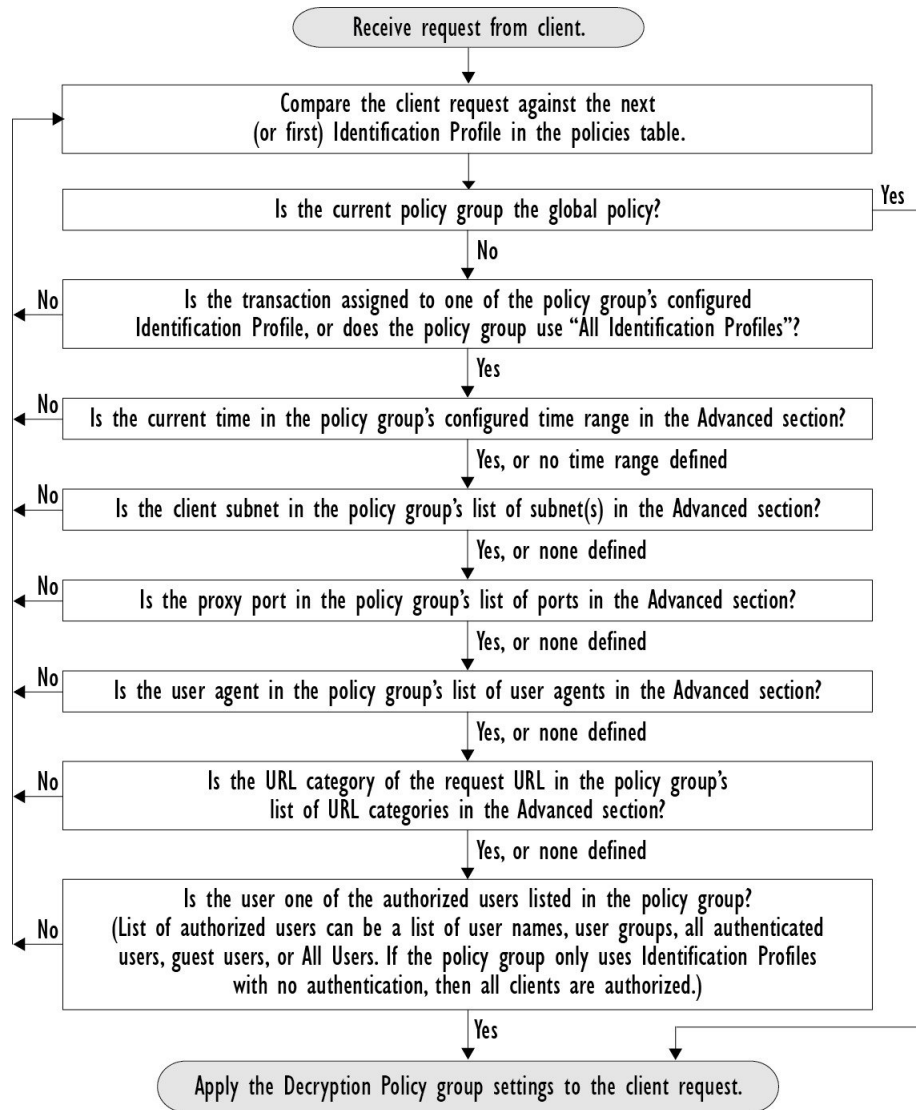 Receive request from client.
Compare the client request against the next
(or first) Identification Profile in the policies table.
Is the current policy group the global policy?
Yes
No
No
Is the transaction assigned to one of the policy group's configured
Identification Profile, or does the policy group use “All Identification Profiles”?
Yes
No
Is the current time in the policy group's configured time range in the Advanced section?
Yes, or no time range defined
No
Is the client subnet in the policy group's list of subnet(s) in the Advanced section?
Yes, or none defined
No
Is the proxy port in the policy group's list of ports in the Advanced section?
Yes, or none defined
No
Is the user agent in the policy group's list of user agents in the Advanced section?
Yes, or none defined
No
Is the URL category of the request URL in the policy group's
list of URL categories in the Advanced section?
Yes, or none defined
No
Is the user one of the authorized users listed in the policy group?
(List of authorized users can be a list of user names, user groups, all authenticated
users, guest users, or All Users. If the policy group only uses Identification Profiles
with no authentication, then all clients are authorized.)
Yes
Apply the Decryption Policy group settings to the client request.